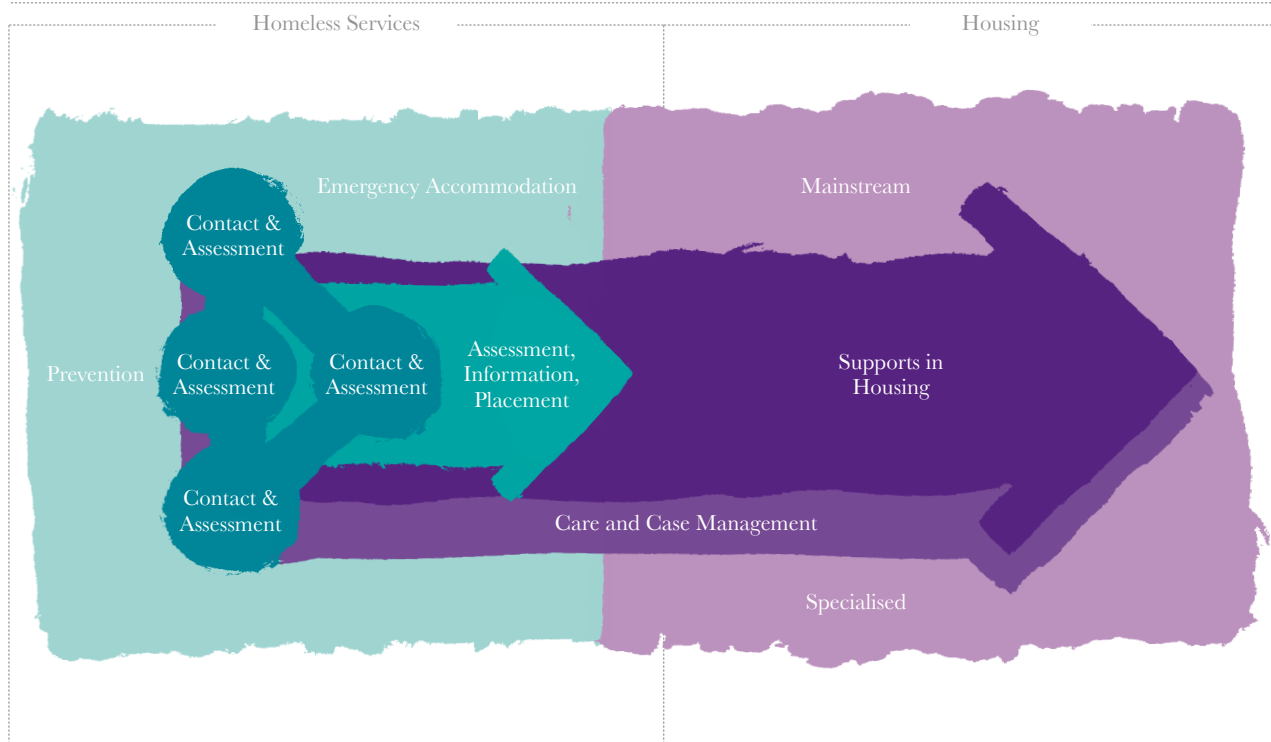 Homeless Services
Housing
Emergency Accommodation
Mainstream
Contact &
Assessment
Prevention
Contact &
Assessment
Contact &
Assessment
Assessment,
Information,
Placement
Supports in
Housing
Contact &
Assessment
Care and Case Management
Specialised